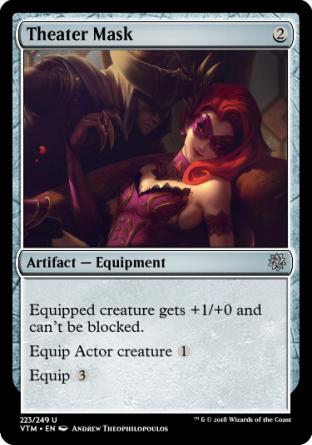 Theater Mask 2
Artifact — Equipment
Equipped creature gets +1/+0 and
can't be blocked.
Equip Actor creature 1
Equip 3
223/249 U
VTM • EN Andrew Theophilopoulos
™ & © 2018 Wizards of the Coast